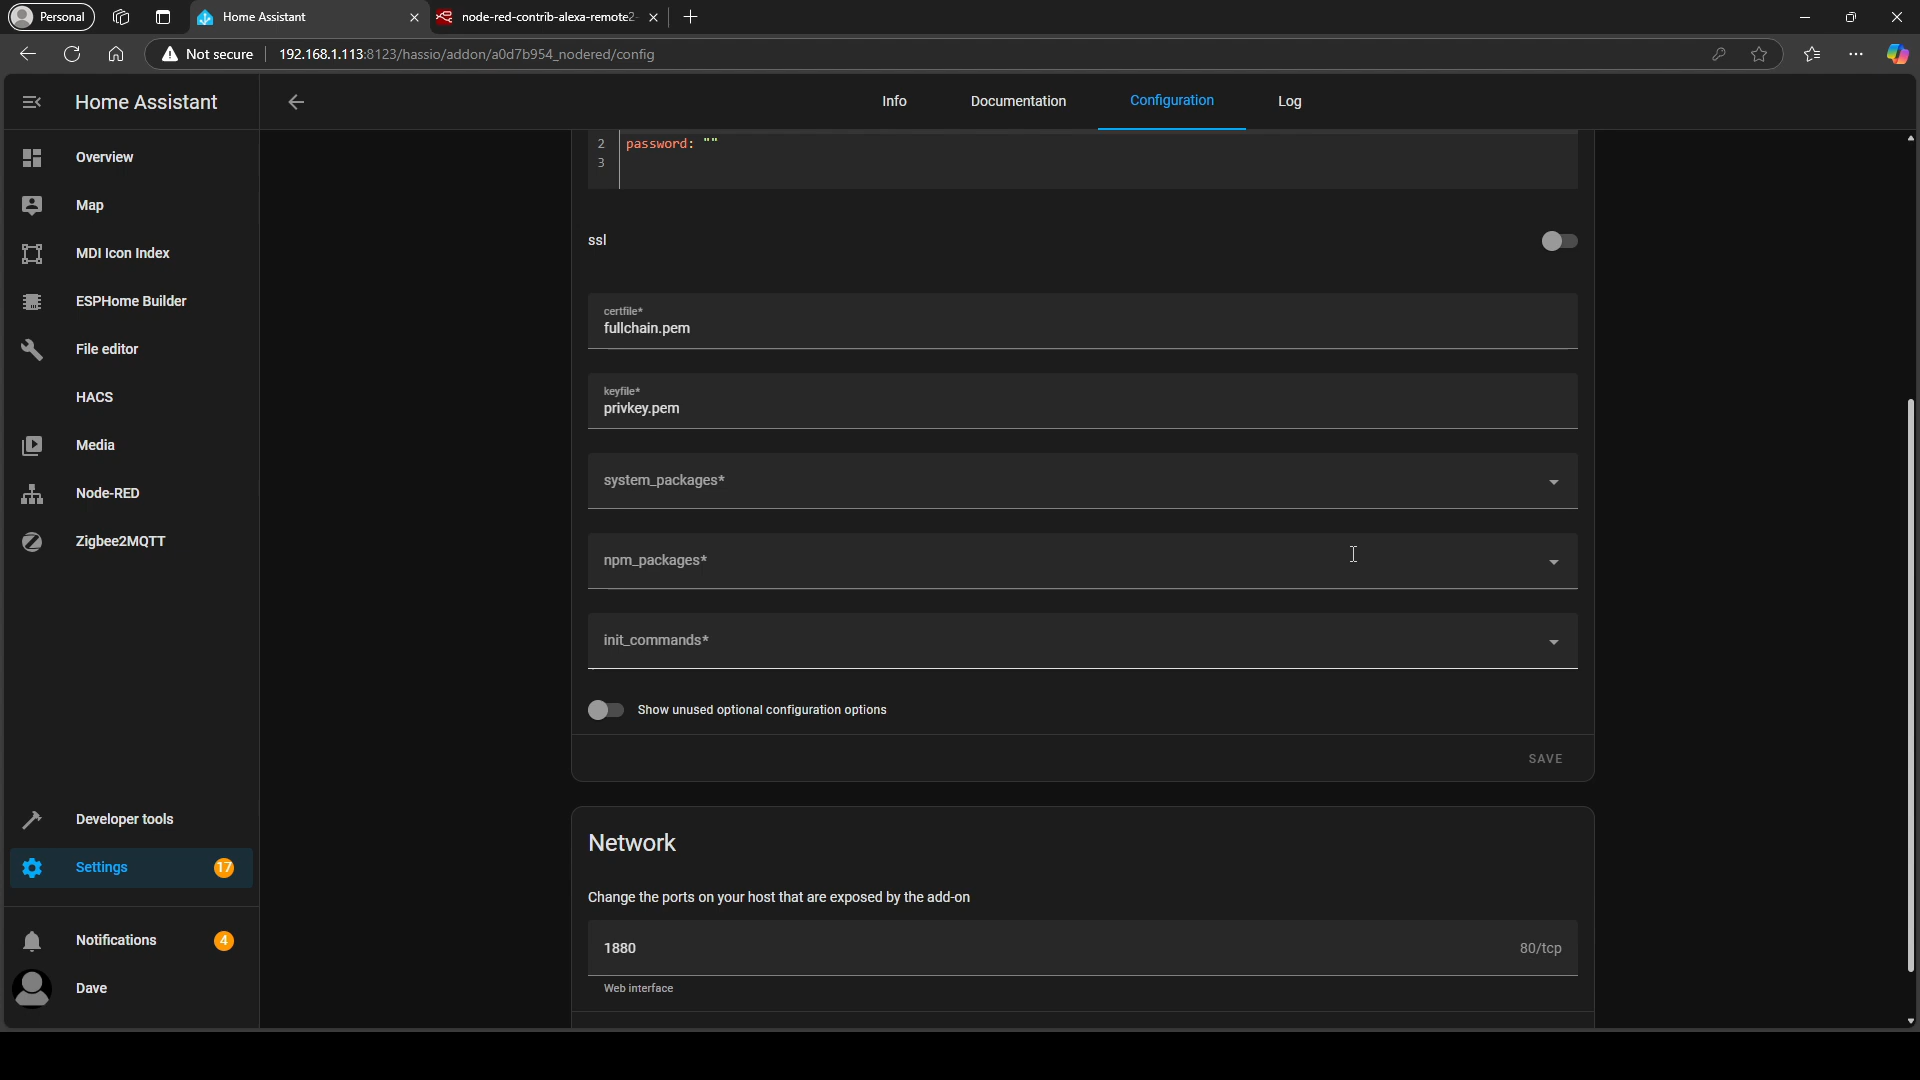 Personal
Home Assistant
node-red-contrib-alexa-remote2-
Not secure
192.168.1.113:8123/hassio/addon/a0d7b954_nodered/config
Home Assistant
Info
Documentation
Configuration
Log
Overview
Map
MDI Icon Index
ESPHome Builder
File editor
HACS
Media
Node-RED
Zigbee2MQTT
Developer tools
Settings
17
Notifications
4
Dave
2
password: ""
3
ssl
certfile*
fullchain.pem
keyfile*
privkey.pem
system_packages*
npm_packages*
init_commands*
Show unused optional configuration options
SAVE
Network
Change the ports on your host that are exposed by the add-on
1880
80/tcp
Web interface